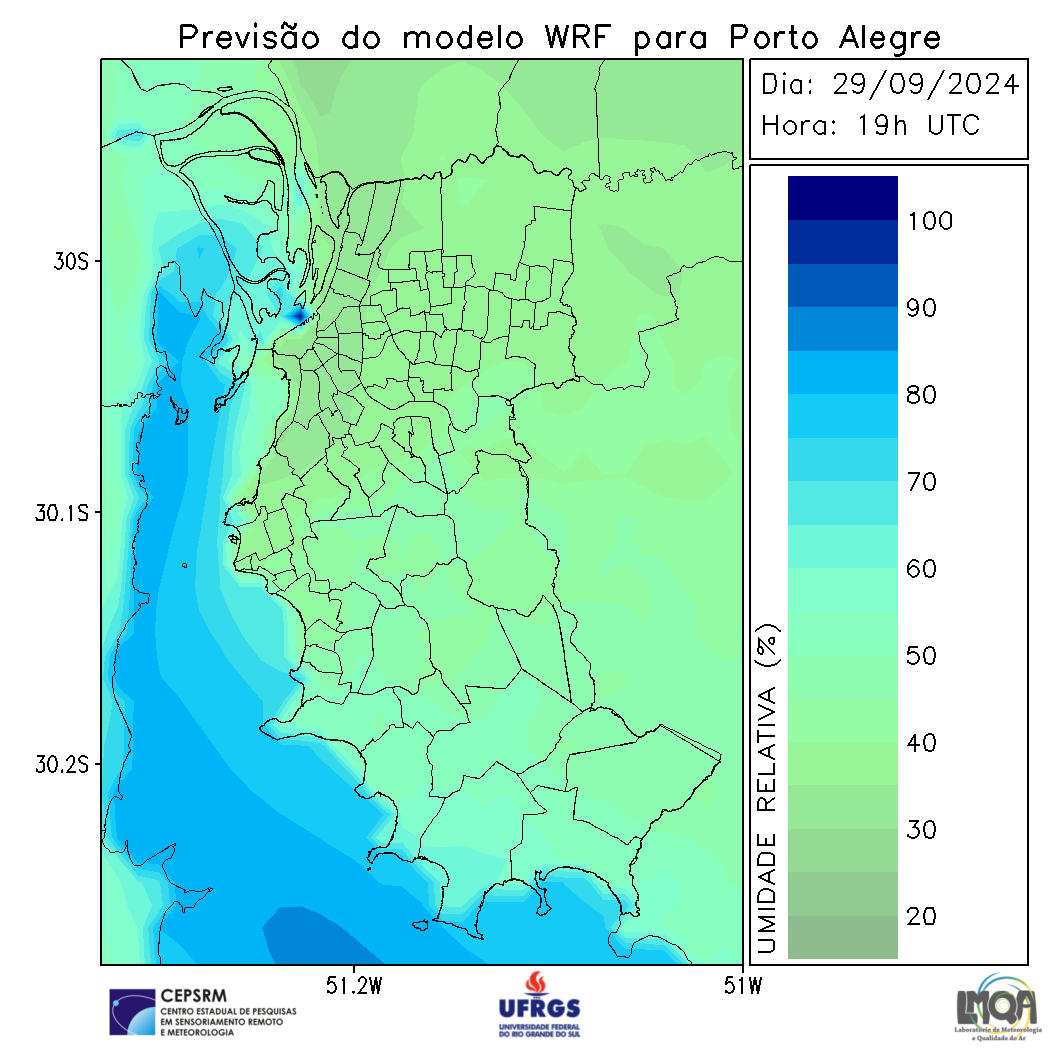 Previsão do modelo WRF para Porto Alegre
Dia: 29/09/2024
Hora: 19h UTC
30S
30.1S
30.2S
51.2W
51W
100
90
80
70
60
50
40
30
20
UMIDADE RELATIVA (%)
CEPSRM
CENTRO ESTADUAL DE PESQUISAS
EM SENSORIAMENTO REMOTO
E METEOROLOGIA
UFRGS
UNIVERSIDADE FEDERAL
DO RIO GRANDE DO SUL
LMQA
Laboratório de Meteorologia
e Qualidade do Ar